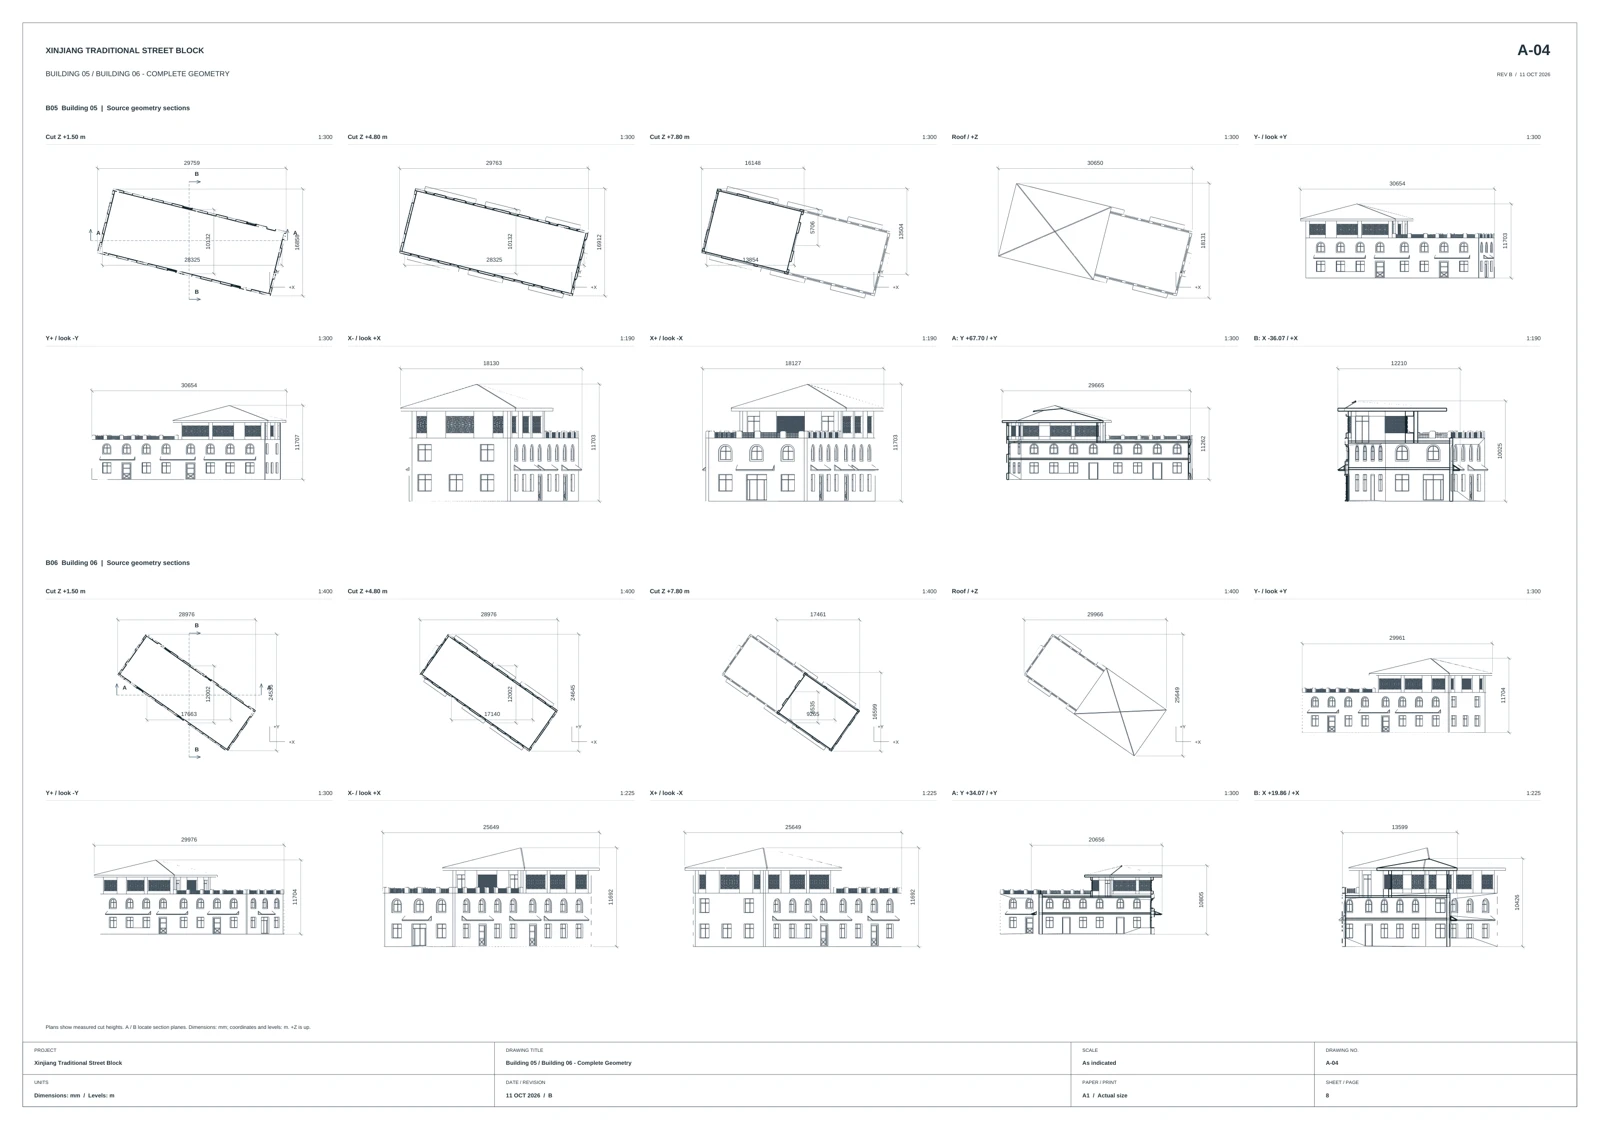 XINJIANG TRADITIONAL STREET BLOCK
A-04
BUILDING 05 / BUILDING 06 - COMPLETE GEOMETRY
REV B / 11 OCT 2026
B05 Building 05 | Source geometry sections
Cut Z +1.50 m 1:300
29759
B
A
A
10132
16859
28325
B
+X
Cut Z +4.80 m 1:300
29763
10132
16912
28325
+X
Cut Z +7.80 m 1:300
16148
5706
13504
13854
+X
Roof / +Z 1:300
30650
18131
+X
Y- / look +Y 1:300
30654
11703
Y+ / look -Y 1:300
30654
11707
X- / look +X 1:190
18130
11703
X+ / look -X 1:190
18127
11703
A: Y +67.70 / +Y 1:300
29665
11262
B: X -36.07 / +X 1:190
12210
10025
B06 Building 06 | Source geometry sections
Cut Z +1.50 m 1:400
28976
B
A
12002
17663
B
+X
Cut Z +4.80 m 1:400
28976
12002
24645
17140
+X
Cut Z +7.80 m 1:400
17461
16599
9265
+X
Roof / +Z 1:400
29966
25649
+X
Y- / look +Y 1:300
29961
11704
Y+ / look -Y 1:300
29976
11704
X- / look +X 1:225
25649
11692
X+ / look -X 1:225
25649
11692
A: Y +34.07 / +Y 1:300
20656
10805
B: X +19.86 / +X 1:225
13599
10426
Plans show measured cut heights. A / B locate section planes. Dimensions: mm; coordinates and levels: m. +Z is up.
PROJECT
Xinjiang Traditional Street Block
DRAWING TITLE
Building 05 / Building 06 - Complete Geometry
SCALE
As indicated
DRAWING NO.
A-04
UNITS
Dimensions: mm / Levels: m
DATE / REVISION
11 OCT 2026 / B
PAPER / PRINT
A1 / Actual size
SHEET / PAGE
8